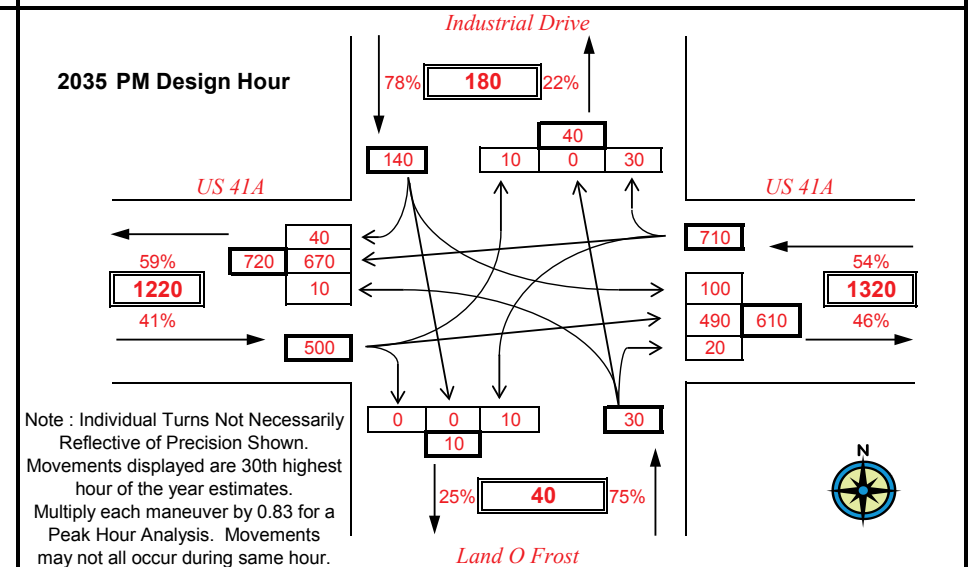 Industrial Drive
2035 PM Design Hour
78%
180
22%
40
140
10 0 30
US 41A
US 41A
40
720 670
10
710
59%
1220
41%
54%
1320
46%
100
490 610
20
500
0 0 10
10
30
Note : Individual Turns Not Necessarily
Reflective of Precision Shown.
Movements displayed are 30th highest
hour of the year estimates.
Multiply each maneuver by 0.83 for a
Peak Hour Analysis. Movements
may not all occur during same hour.
25%
40
75%
N
Land O Frost